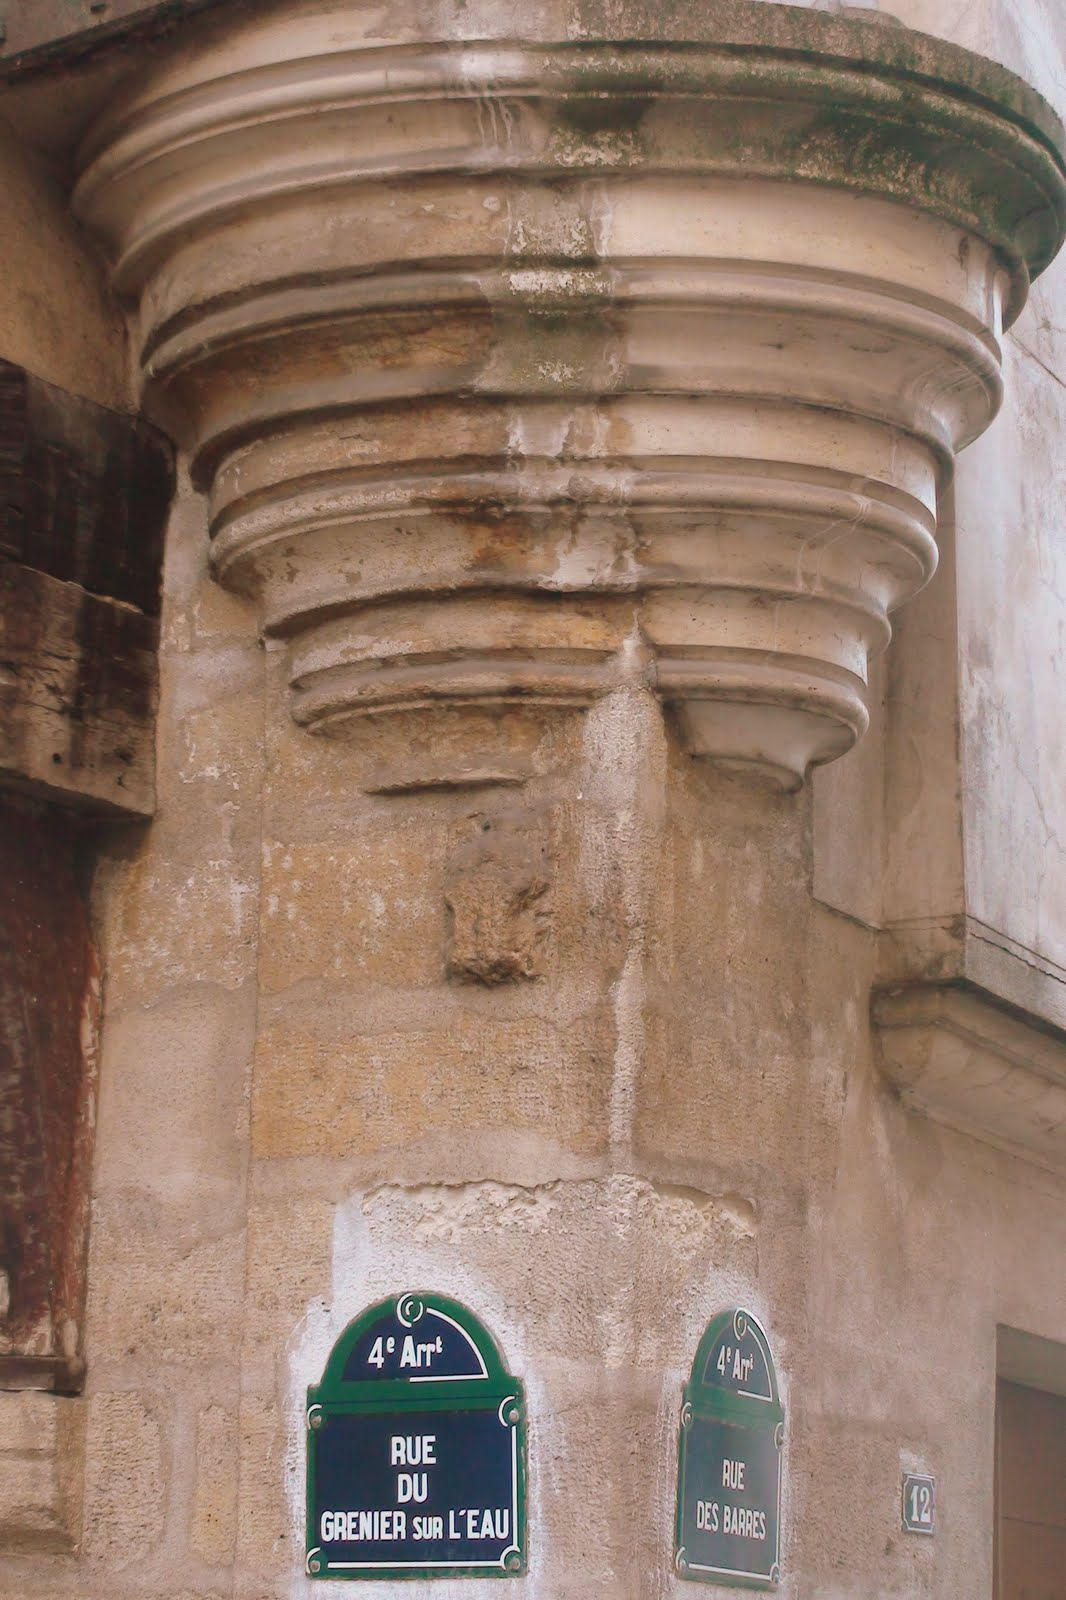 4e Arrt
RUE
DU
GRENIER SUR L'EAU
4e Arrt
RUE
DES BARRES
12